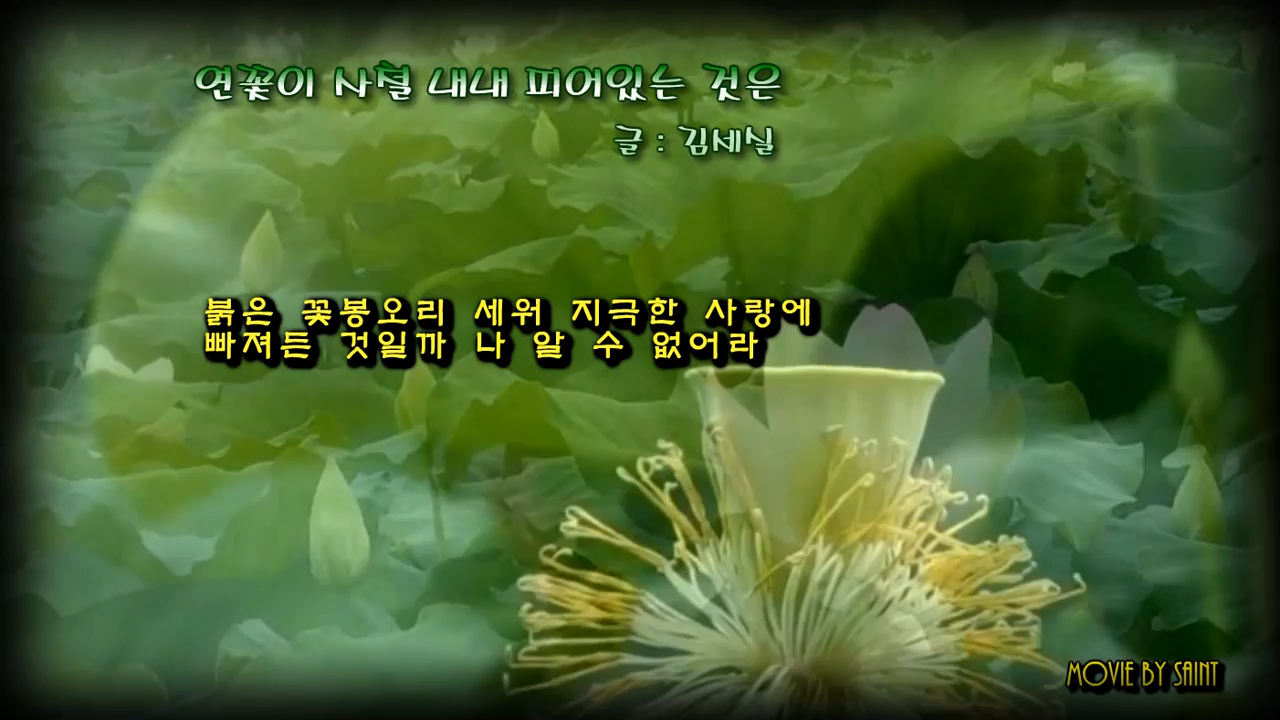 연꽃이 사철 내내 피어있는 것은
글 : 김세실
붉은 꽃봉오리 세워 지극한 사랑에
빠져든 것일까 나 알 수 없어라
MOVIE BY SAINT